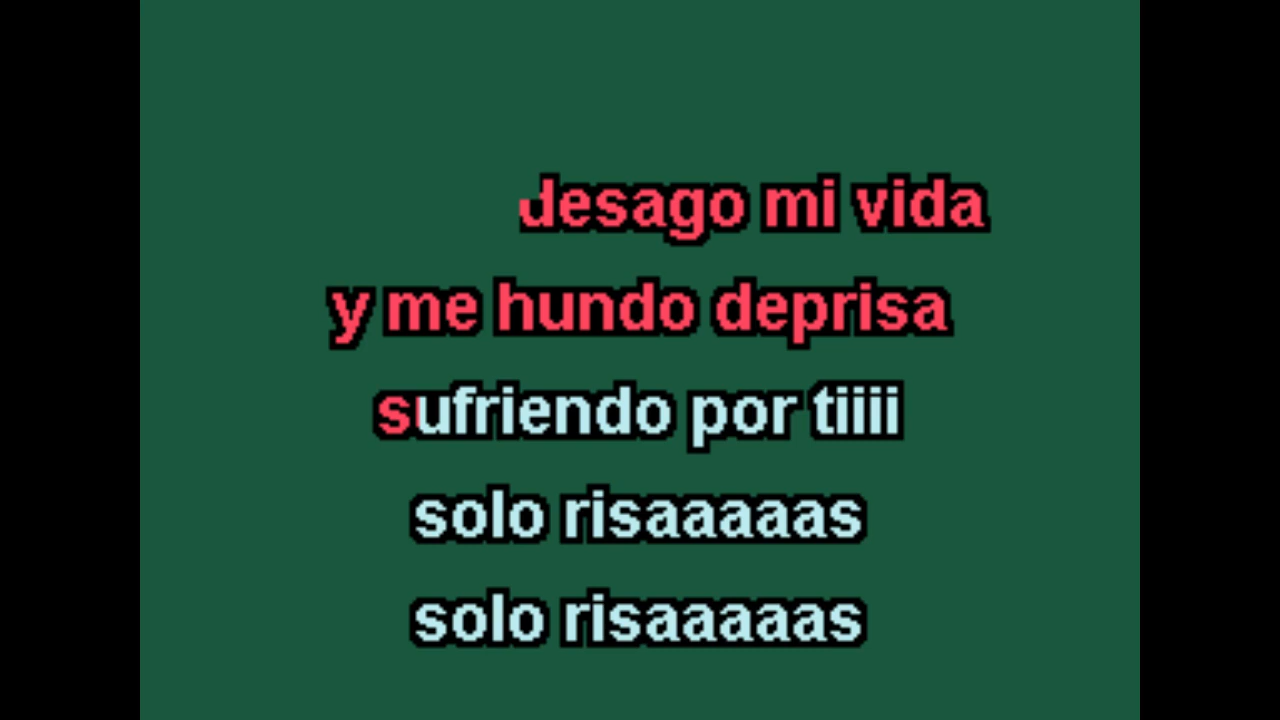 desago mi vida
y me hundo deprisa
sufriendo por tiiii
solo risaaaaas
solo risaaaaas